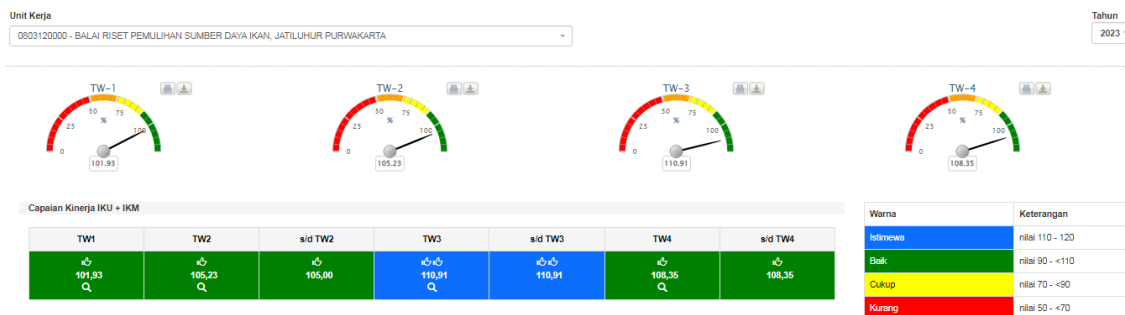 Unit Kerja
Tahun
0803120000 - BALAI RISET PEMULIHAN SUMBER DAYA IKAN, JATILUHUR PURWAKARTA
2023
TW-1
0
25
50
75
100
%
101.93
TW-2
0
25
50
75
100
%
105.23
TW-3
0
25
50
75
100
%
110.91
TW-4
0
25
50
75
100
%
108.35
Capaian Kinerja IKU + IKM
TW1 TW2 s/d TW2 TW3 s/d TW3 TW4 s/d TW4
101,93 105,23 105,00 110,91 110,91 108,35 108,35
Warna Keterangan
Istimewa nilai 110 - 120
Baik nilai 90 - <110
Cukup nilai 70 - <90
Kurang nilai 50 - <70